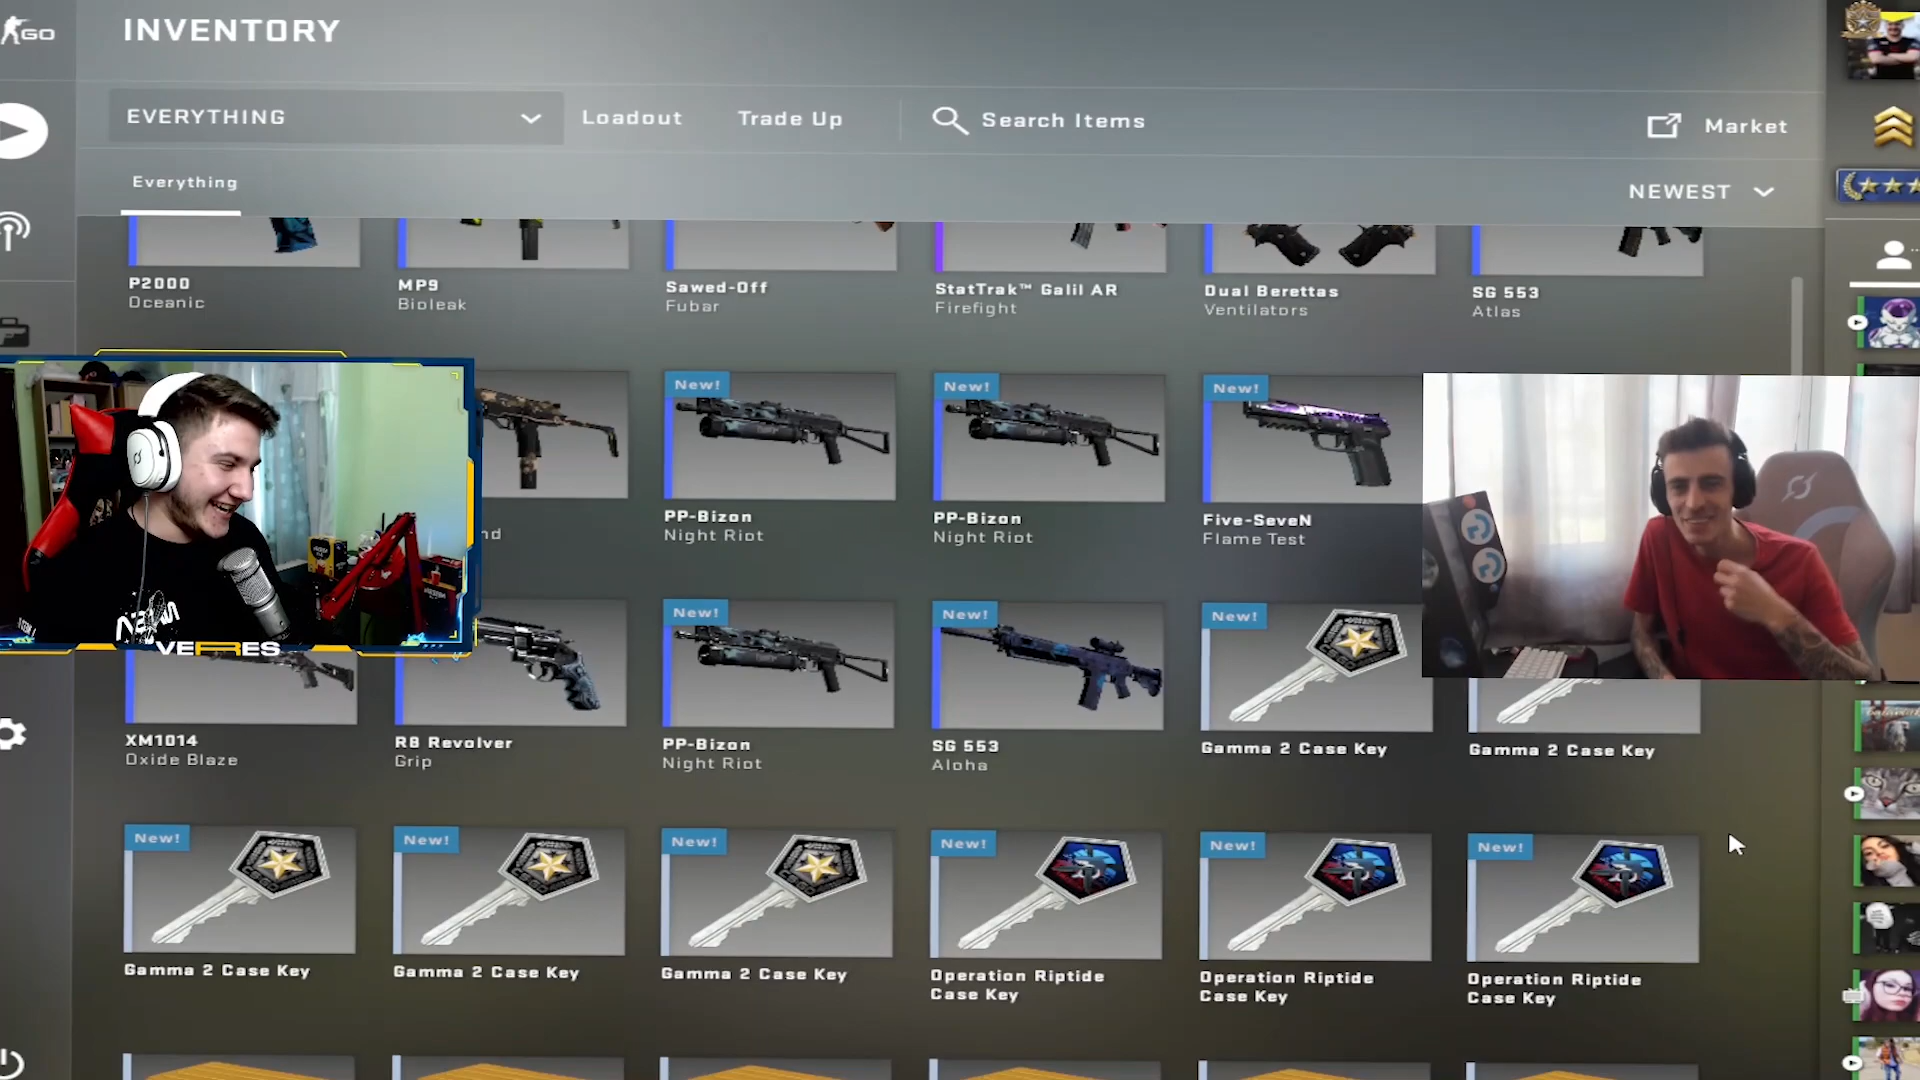 GO
INVENTORY
EVERYTHING
Loadout
Trade Up
Search Items
Market
Everything
NEWEST
P2000
Oceanic
MP9
Bioleak
Sawed-Off
Fubar
StatTrak™ Galil AR
Firefight
Dual Berettas
Ventilators
SG 553
Atlas
New!
New!
New!
nd
PP-Bizon
Night Riot
PP-Bizon
Night Riot
Five-SeveN
Flame Test
VERRES
New!
New!
New!
XM1014
Oxide Blaze
R8 Revolver
Grip
PP-Bizon
Night Riot
SG 553
Aloha
Gamma 2 Case Key
Gamma 2 Case Key
New!
New!
New!
New!
New!
New!
Gamma 2 Case Key
Gamma 2 Case Key
Gamma 2 Case Key
Operation Riptide
Case Key
Operation Riptide
Case Key
Operation Riptide
Case Key